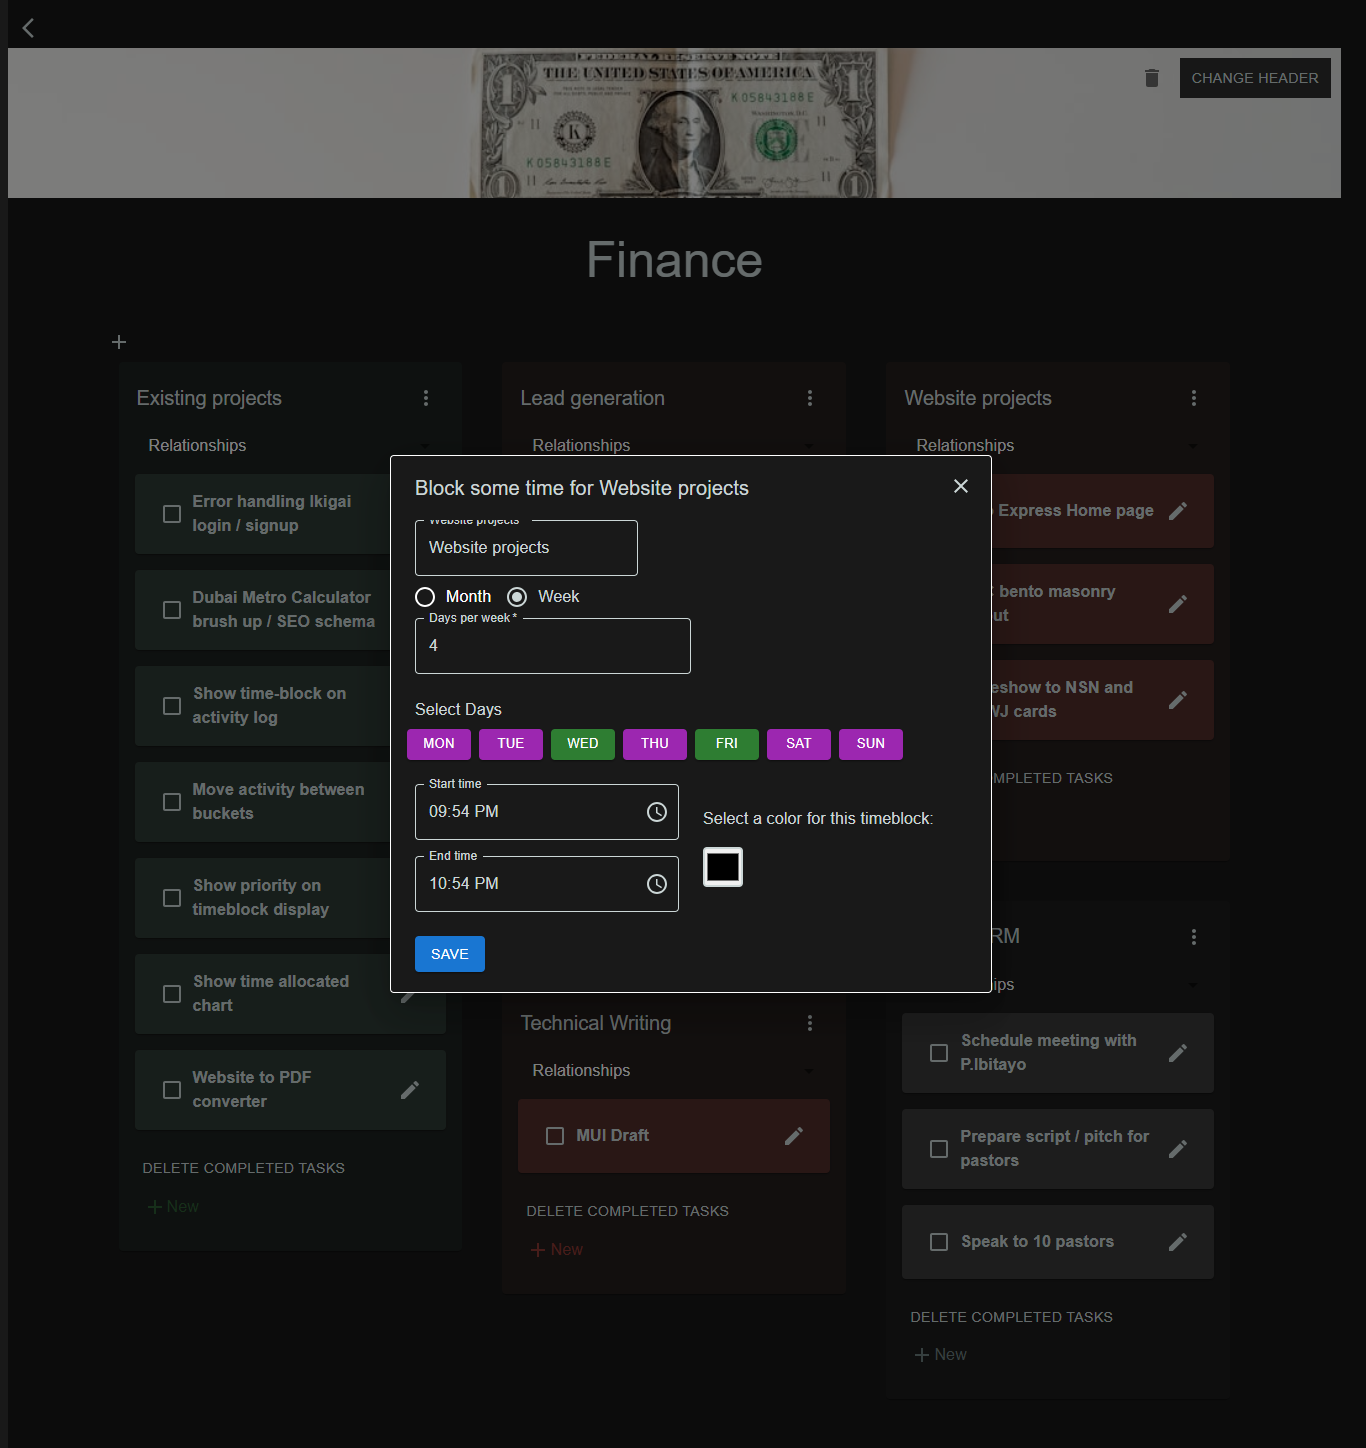 FEDERAL RESERVE NOTE
THE UNITED STATES OF AMERICA
CHANGE HEADER
K 05843188 E
WASHINGTON, D.C.
K
K 05843188 E
Finance
Existing projects
Relationships
Error handling Ikigai
login / signup
Dubai Metro Calculator
brush up / SEO schema
Show time-block on
activity log
Move activity between
buckets
Show priority on
timeblock display
Show time allocated
chart
Website to PDF
converter
DELETE COMPLETED TASKS
+ New
Lead generation
Relationships
Website projects
Relationships
Express Home page
bento masonry
ut
eshow to NSN and
WJ cards
MPLETED TASKS
Block some time for Website projects
Website projects
Website projects
Month
Week
Days per week *
4
Select Days
MON TUE WED THU FRI SAT SUN
Start time
09:54 PM
End time
10:54 PM
Select a color for this timeblock:
SAVE
Technical Writing
Relationships
MUI Draft
DELETE COMPLETED TASKS
+ New
RM
ips
Schedule meeting with
P.Ibitayo
Prepare script / pitch for
pastors
Speak to 10 pastors
DELETE COMPLETED TASKS
+ New